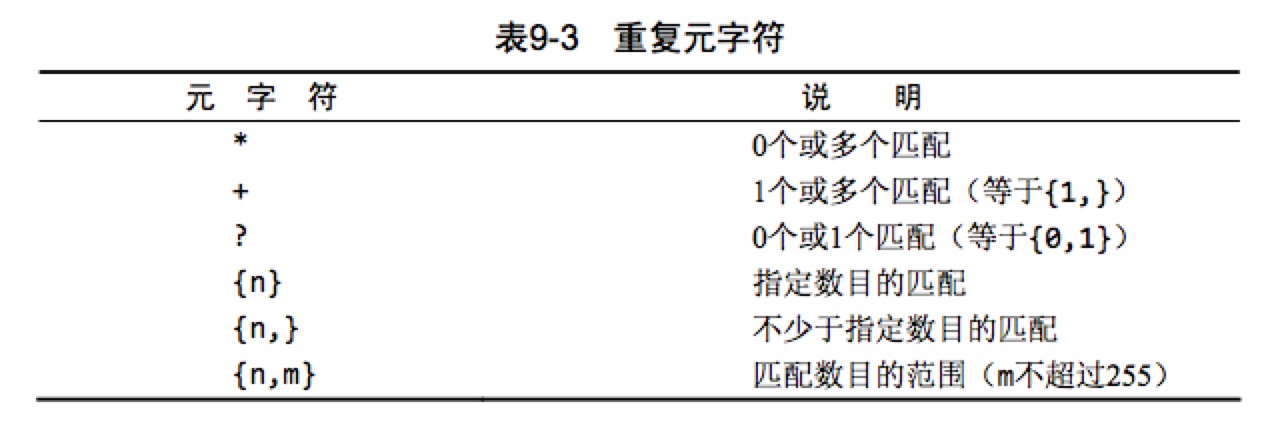 表9-3 重复元字符
元 字 符 说 明
* 0个或多个匹配
+ 1个或多个匹配（等于{1,}）
? 0个或1个匹配（等于{0,1}）
{n} 指定数目的匹配
{n,} 不少于指定数目的匹配
{n,m} 匹配数目的范围（m不超过255）